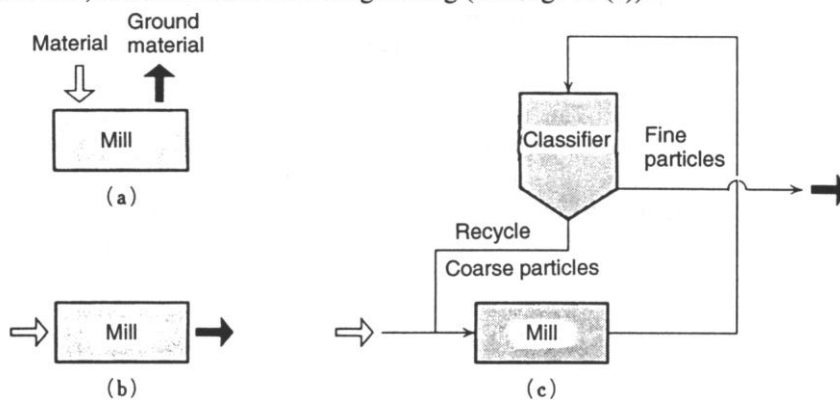 Material
Ground
material
Mill
(a)
Mill
(b)
Classifier
Fine
particles
Recycle
Coarse particles
Mill
(c)